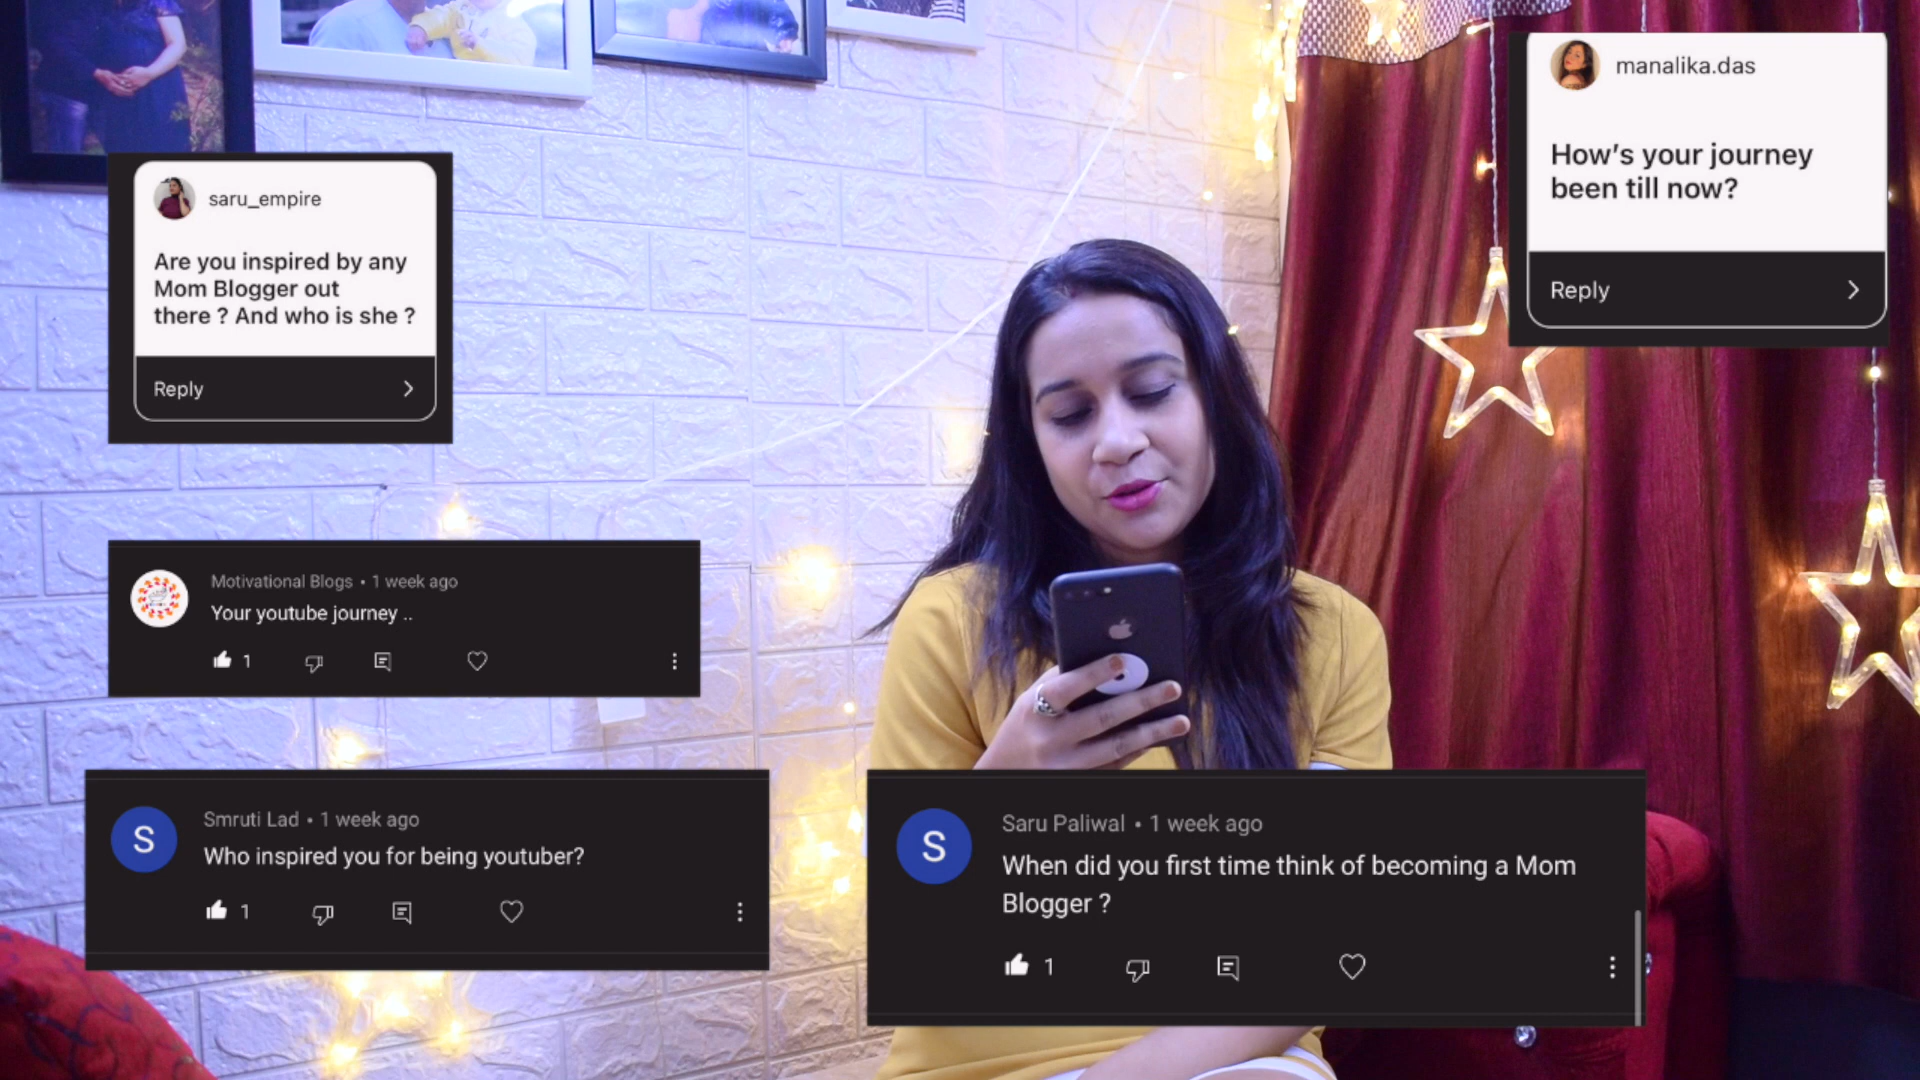 manalika.das
How's your journey
been till now?
Reply
saru_empire
Are you inspired by any
Mom Blogger out
there ? And who is she ?
Reply
Motivational Blogs • 1 week ago
Your youtube journey ..
1
S
Smruti Lad • 1 week ago
Who inspired you for being youtuber?
1
S
Saru Paliwal • 1 week ago
When did you first time think of becoming a Mom
Blogger ?
1